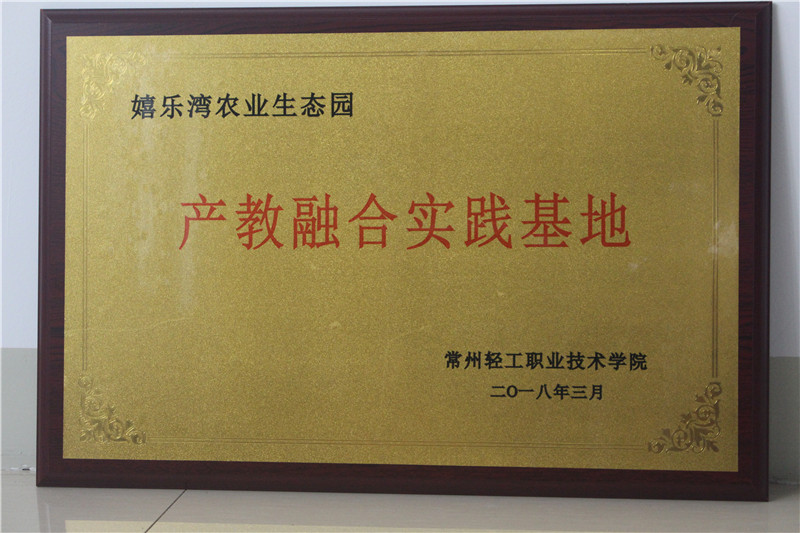 嬉乐湾农业生态园
产教融合实践基地
常州轻工职业技术学院
二〇一八年三月